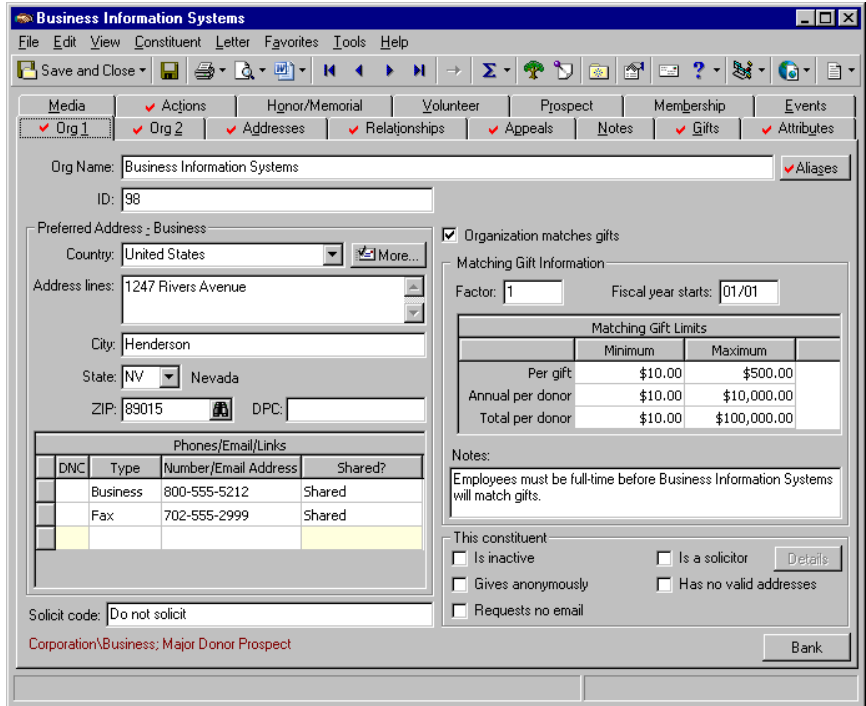 Business Information Systems
File Edit View Constituent Letter Favorites Tools Help
Save and Close
Media Actions Honor/Memorial Volunteer Prospect Membership Events
Org 1 Org 2 Addresses Relationships Appeals Notes Gifts Attributes
Org Name: Business Information Systems Aliases
ID: 98
Preferred Address - Business
Country: United States More...
Address lines: 1247 Rivers Avenue
City: Henderson
State: NV Nevada
ZIP: 89015 DPC:
Phones/Email/Links
DNC Type Number/Email Address Shared?
Business 800-555-5212 Shared
Fax 702-555-2999 Shared
Solicit code: Do not solicit
Corporation\Business; Major Donor Prospect
Organization matches gifts
Matching Gift Information
Factor: 1 Fiscal year starts: 01/01
Matching Gift Limits
Minimum Maximum
Per gift $10.00 $500.00
Annual per donor $10.00 $10,000.00
Total per donor $10.00 $100,000.00
Notes:
Employees must be full-time before Business Information Systems
will match gifts.
This constituent
Is inactive Is a solicitor Details
Gives anonymously Has no valid addresses
Requests no email
Bank